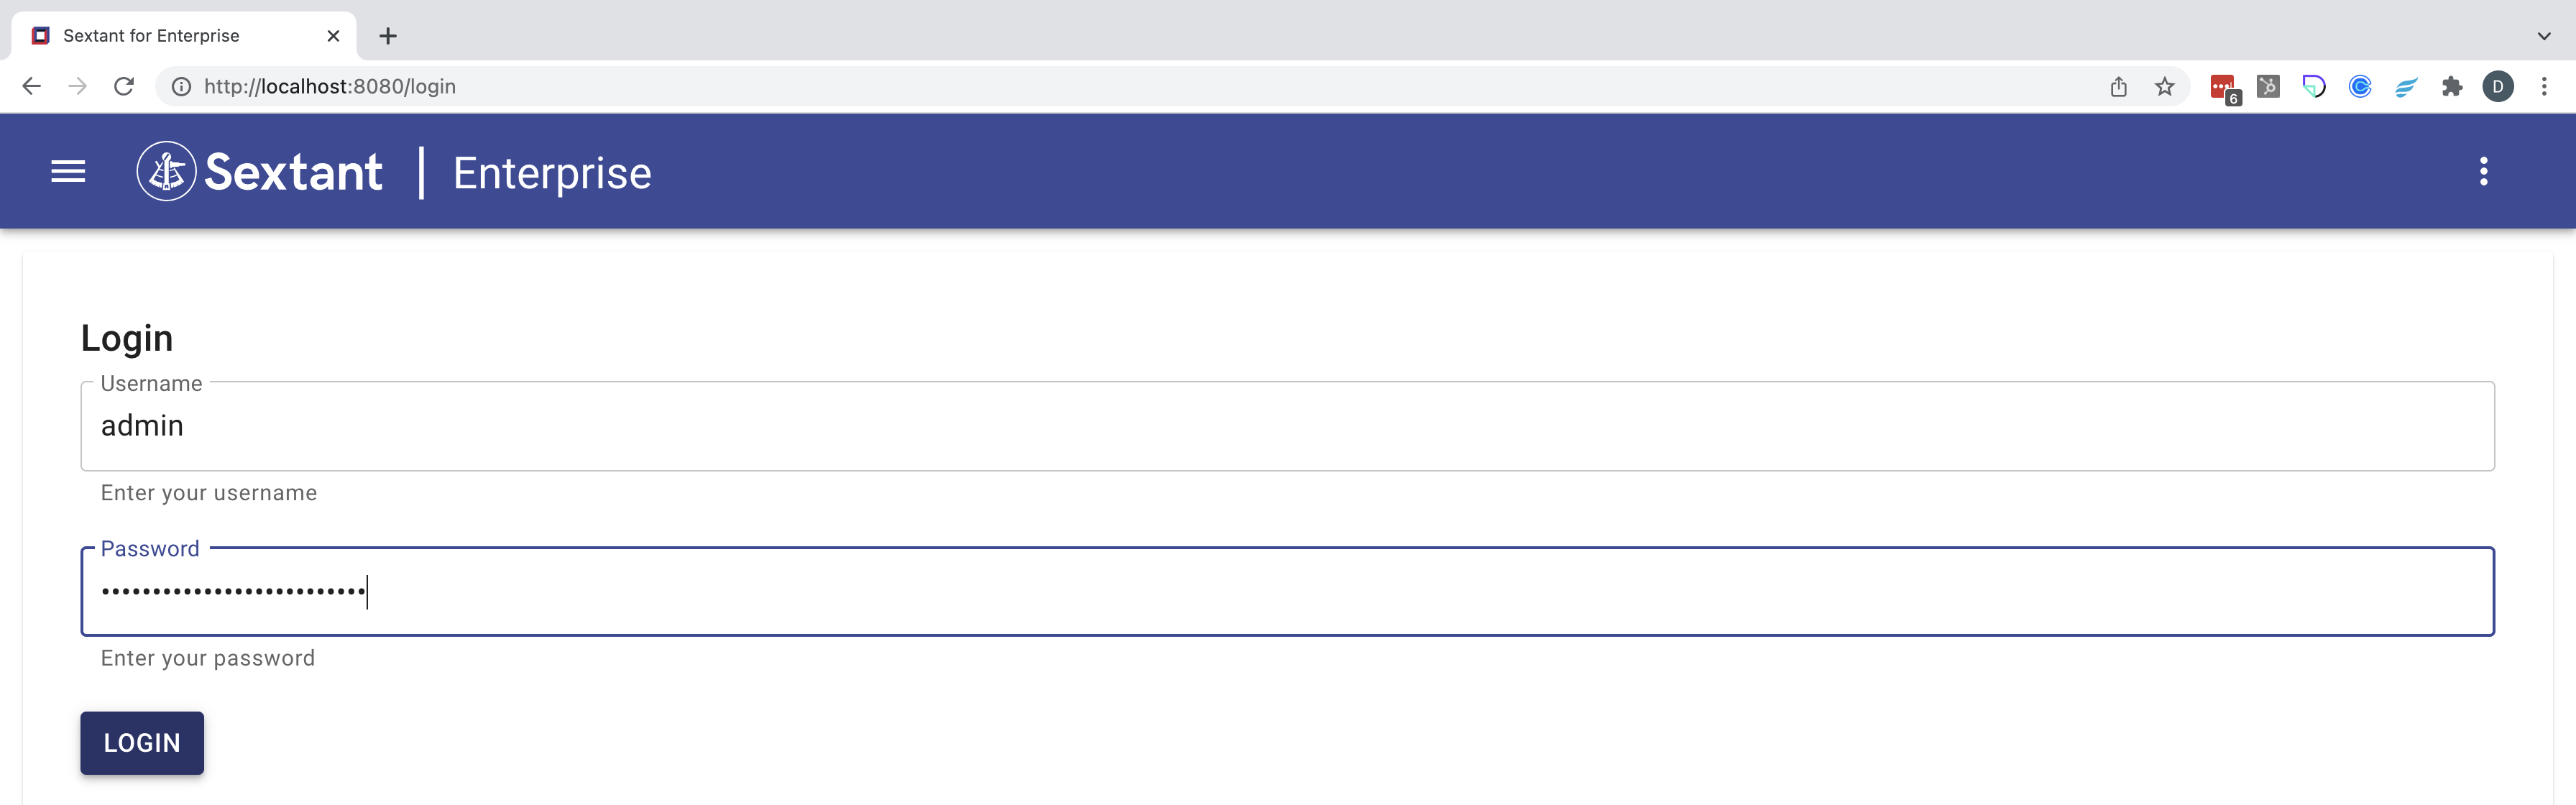 Sextant for Enterprise
http://localhost:8080/login
6
D
Sextant | Enterprise
Login
Username
admin
Enter your username
Password
••••••••••••••••••••••••••
Enter your password
LOGIN